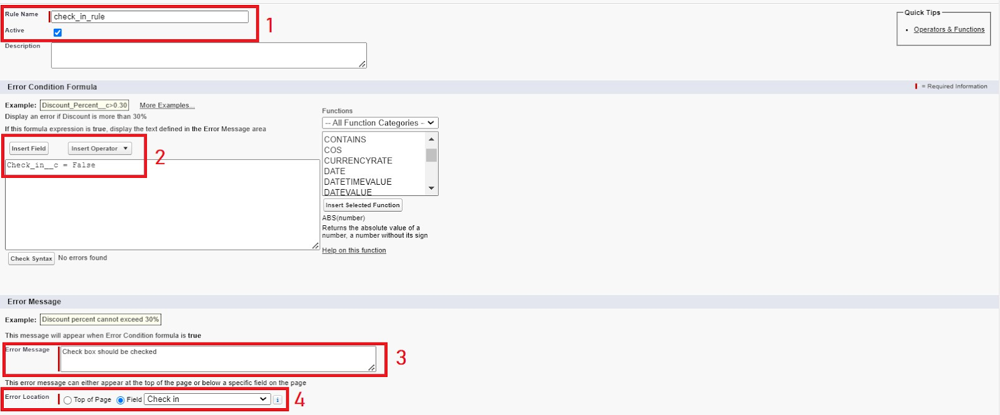 Rule Name check_in_rule
1
Active
Description
Quick Tips
• Operators & Functions
Error Condition Formula
= Required Information
Example: Discount_Percent__c>0.30 More Examples...
Display an error if Discount is more than 30%
If this formula expression is true, display the text defined in the Error Message area
Insert Field Insert Operator
2
Check_in__c = False
Functions
-- All Function Categories --
CONTAINS
COS
CURRENCYRATE
DATE
DATETIMEVALUE
DATEVALUE
Insert Selected Function
ABS(number)
Returns the absolute value of a
number, a number without its sign
Help on this function
Check Syntax No errors found
Error Message
Example: Discount percent cannot exceed 30%
This message will appear when Error Condition formula is true
Error Message Check box should be checked
3
This error message can either appear at the top of the page or below a specific field on the page
Error Location Top of Page Field Check in i
4